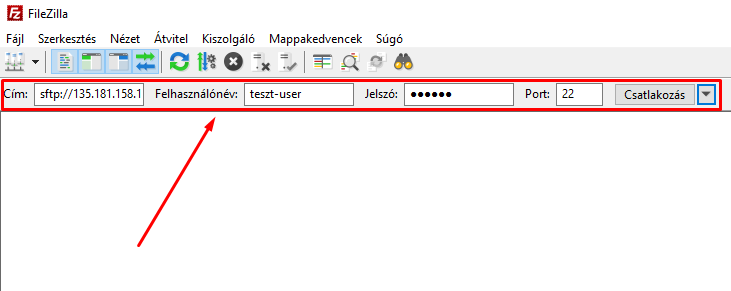 FileZilla
Fájl Szerkesztés Nézet Átvitel Kiszolgáló Mappakedvencek Súgó
Cím: sftp://135.181.158.1 Felhasználónév: teszt-user Jelszó: ●●●●●● Port: 22 Csatlakozás